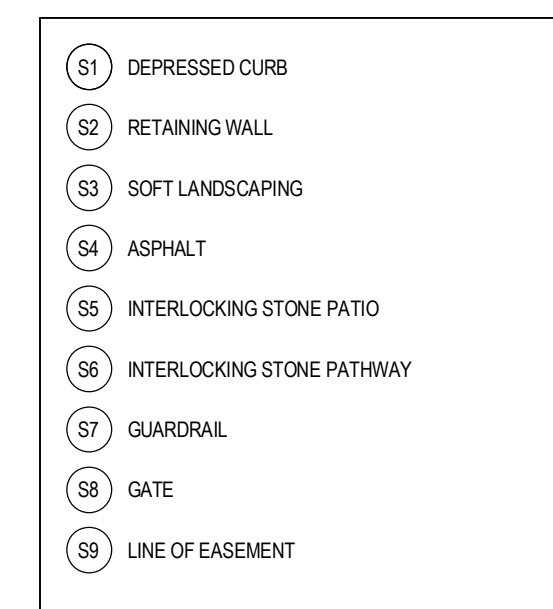 S1 DEPRESSED CURB
S2 RETAINING WALL
S3 SOFT LANDSCAPING
S4 ASPHALT
S5 INTERLOCKING STONE PATIO
S6 INTERLOCKING STONE PATHWAY
S7 GUARDRAIL
S8 GATE
S9 LINE OF EASEMENT